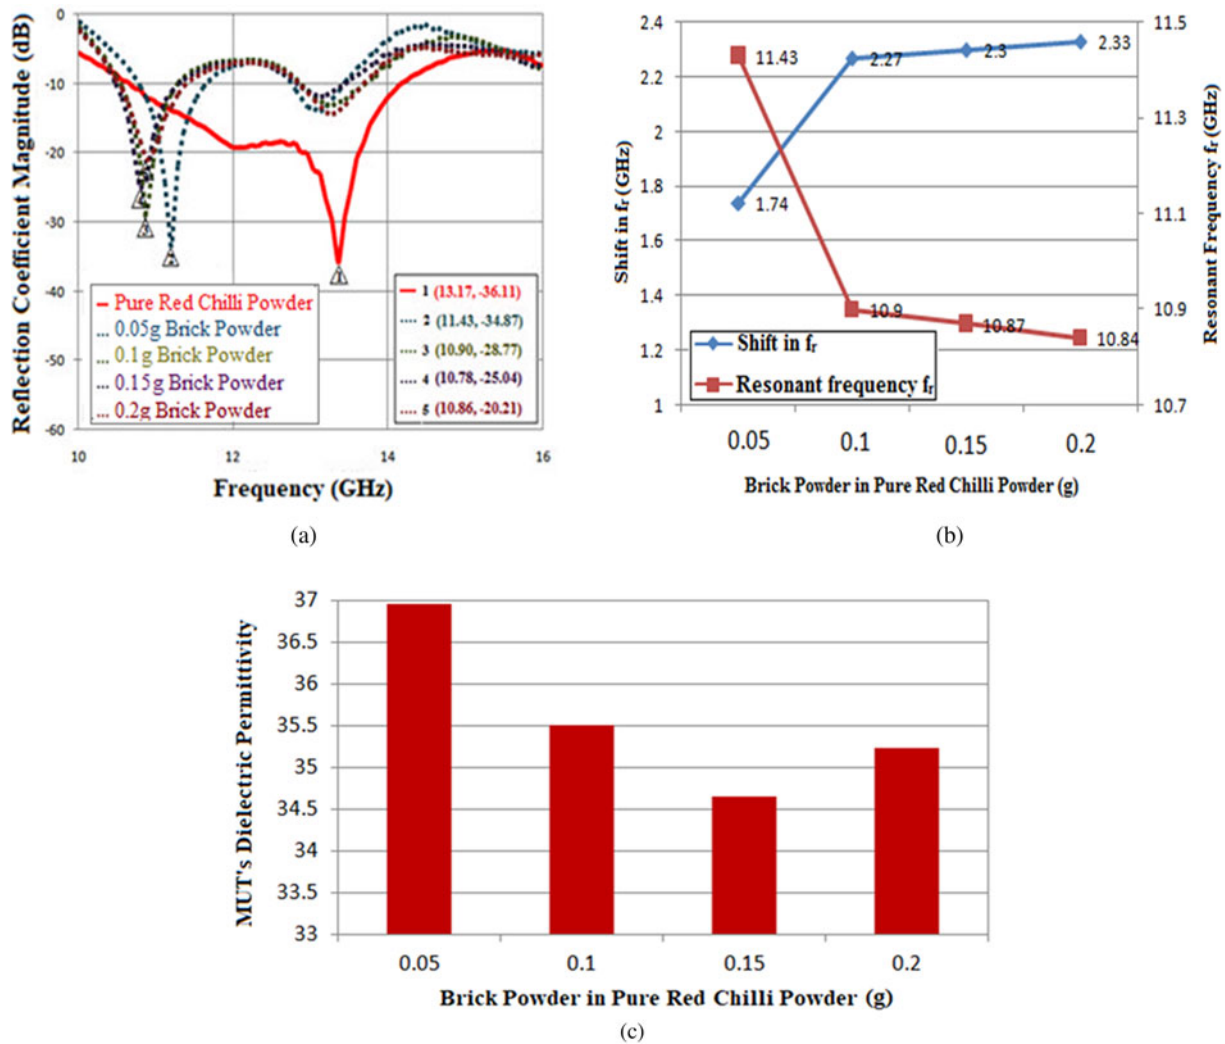 Reflection Coefficient Magnitude (dB)
0
-10
-20
-30
-40
-50
-60
10
12
14
16
Frequency (GHz)
1
Pure Red Chilli Powder
... 0.05g Brick Powder
... 0.1g Brick Powder
... 0.15g Brick Powder
... 0.2g Brick Powder
1 (13.17, -36.11)
2 (11.43, -34.87)
3 (10.90, -28.77)
4 (10.78, -25.04)
5 (10.86, -20.21)
(a)
Shift in fr (GHz)
2.4
2.2
2
1.8
1.6
1.4
1.2
1
11.5
11.3
11.1
10.9
10.7
Resonant Frequency fr (GHz)
11.43
2.27
2.3
2.33
1.74
10.9
10.87
10.84
Shift in fr
Resonant frequency fr
0.05
0.1
0.15
0.2
Brick Powder in Pure Red Chilli Powder (g)
(b)
MUT's Dielectric Permittivity
37
36.5
36
35.5
35
34.5
34
33.5
33
0.05
0.1
0.15
0.2
Brick Powder in Pure Red Chilli Powder (g)
(c)